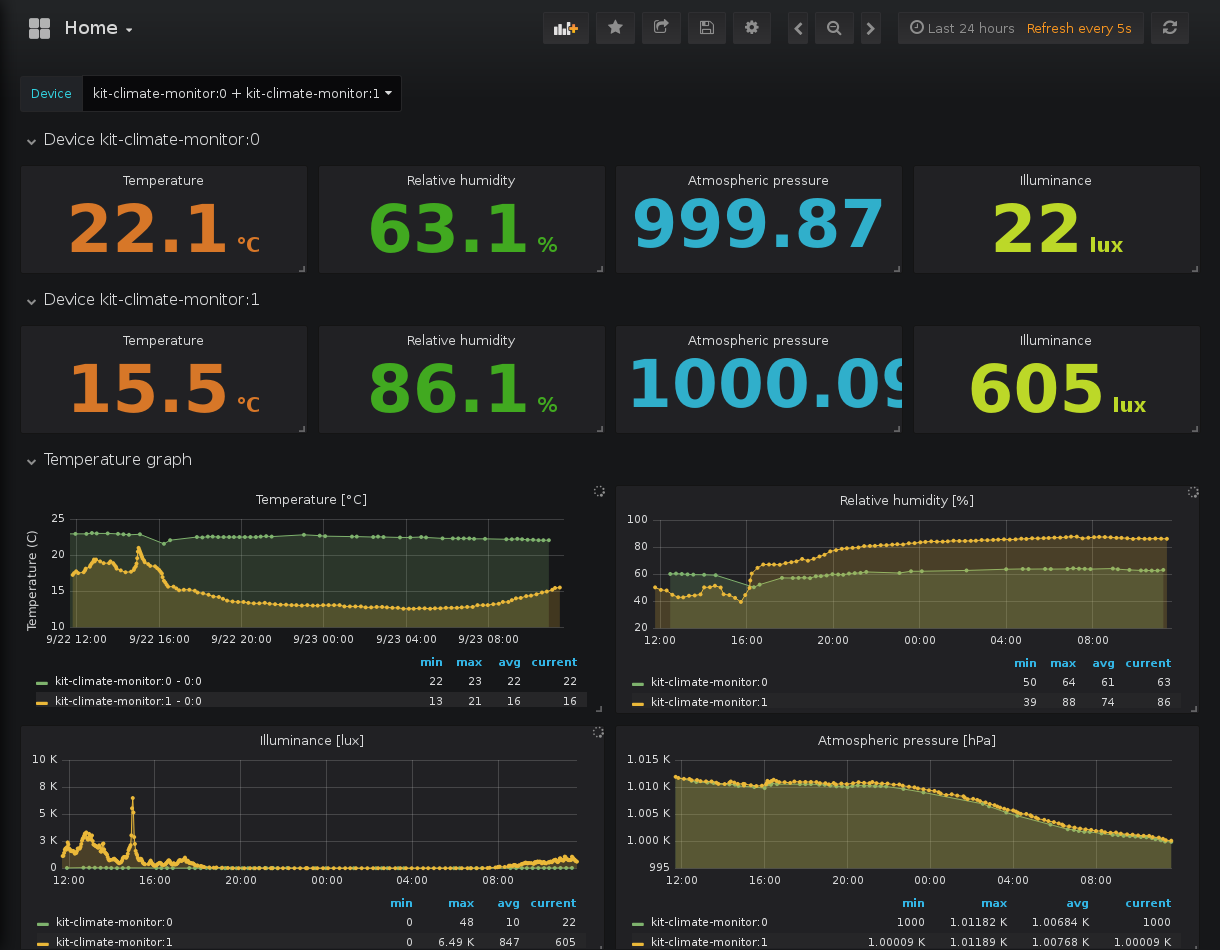 Home
Last 24 hours Refresh every 5s
Device kit-climate-monitor:0 + kit-climate-monitor:1
Device kit-climate-monitor:0
Temperature Relative humidity Atmospheric pressure Illuminance
22.1 °C 63.1 % 999.87 22 lux
Device kit-climate-monitor:1
Temperature Relative humidity Atmospheric pressure Illuminance
15.5 °C 86.1 % 1000.09 605 lux
Temperature graph
Temperature [°C]
Temperature (C)
25
20
15
10
9/22 12:00 9/22 16:00 9/22 20:00 9/23 00:00 9/23 04:00 9/23 08:00
min max avg current
kit-climate-monitor:0 - 0:0 22 23 22 22
kit-climate-monitor:1 - 0:0 13 21 16 16
Relative humidity [%]
100
80
60
40
20
12:00 16:00 20:00 00:00 04:00 08:00
min max avg current
kit-climate-monitor:0 50 64 61 63
kit-climate-monitor:1 39 88 74 86
Illuminance [lux]
10 K
8 K
5 K
3 K
0
12:00 16:00 20:00 00:00 04:00 08:00
min max avg current
kit-climate-monitor:0 0 48 10 22
kit-climate-monitor:1 0 6.49 K 847 605
Atmospheric pressure [hPa]
1.015 K
1.010 K
1.005 K
1.000 K
995
12:00 16:00 20:00 00:00 04:00 08:00
min max avg current
kit-climate-monitor:0 1000 1.01182 K 1.00684 K 1000
kit-climate-monitor:1 1.00009 K 1.01189 K 1.00768 K 1.00009 K